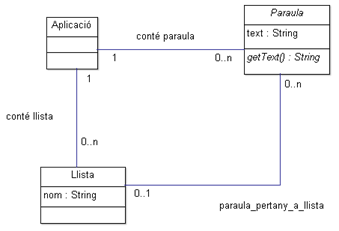 Paraula
Aplicació
text : String
conté paraula
getText() : String
1
0..n
1
0..n
conté llista
0..n
Llista
nom : String
0..1
paraula_pertany_a_llista